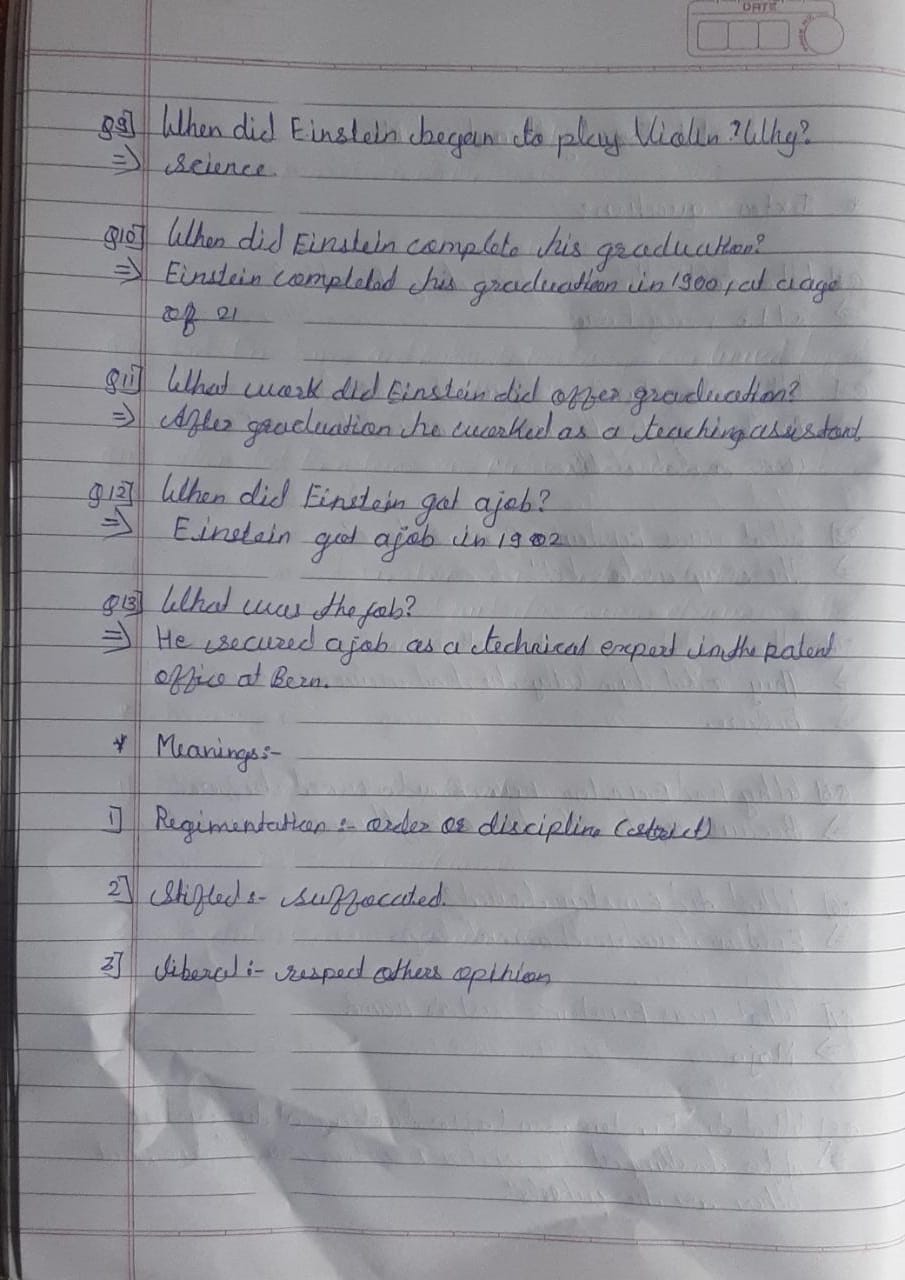 DATE
Q9] When did Einstein began to play Violin? Why?
=> science.
Q10] When did Einstein complete his graduation?
=> Einstein completed his graduation in 1900, at age
of 21
Q11] What work did Einstein did after graduation?
=> After graduation he worked as a teaching assistant
Q12] When did Einstein got a job?
=> Einstein got a job in 1902
Q13] What was the job?
=> He secured a job as a technical expert in the patent
office at Bern.
* Meanings:-
1] Regimentation :- order or discipline (strict)
2] Stifled :- suffocated.
3] liberal :- respect others opinion